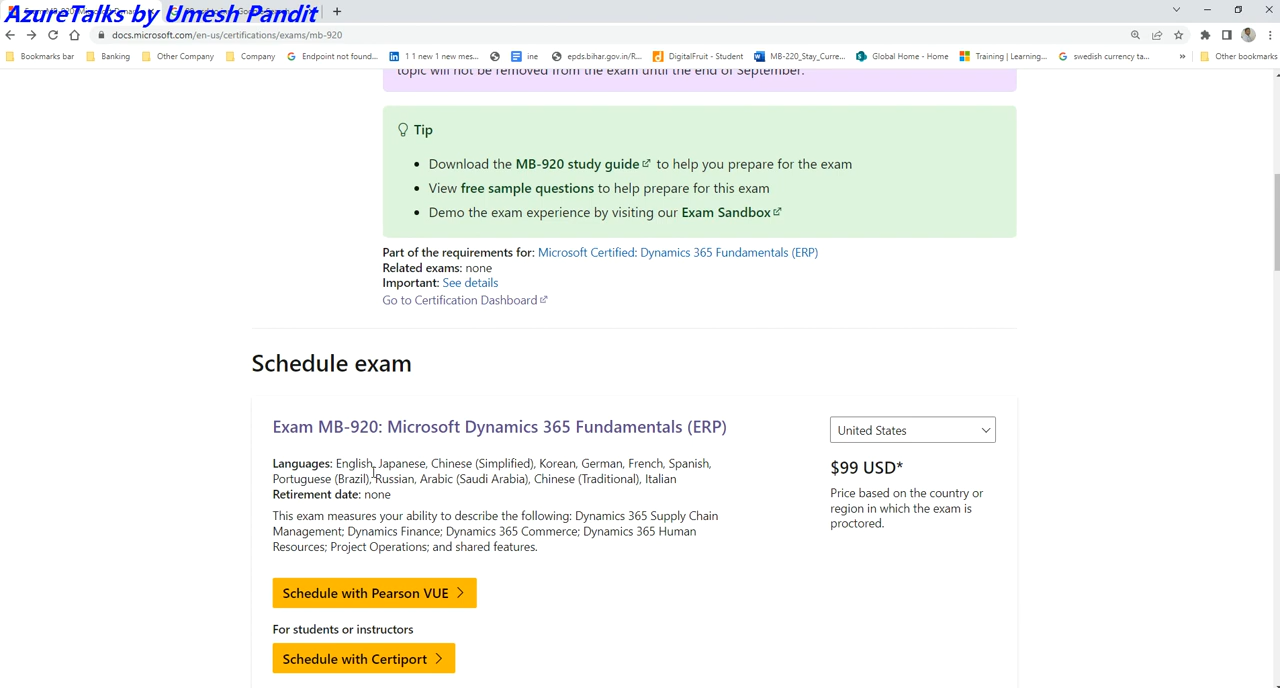 AzureTalks by Umesh Pandit
docs.microsoft.com/en-us/certifications/exams/mb-920
Bookmarks bar
Banking
Other Company
Company
Endpoint not found...
1 1 new 1 new mes...
ine
epds.bihar.gov.in/R...
DigitalFruit - Student
MB-220_Stay_Curre...
Global Home - Home
Training | Learning...
swedish currency ta...
»
Other bookmarks
topic will not be removed from the exam until the end of September.
Tip
• Download the MB-920 study guide to help you prepare for the exam
• View free sample questions to help prepare for this exam
• Demo the exam experience by visiting our Exam Sandbox
Part of the requirements for: Microsoft Certified: Dynamics 365 Fundamentals (ERP)
Related exams: none
Important: See details
Go to Certification Dashboard
Schedule exam
Exam MB-920: Microsoft Dynamics 365 Fundamentals (ERP)
Languages: English, Japanese, Chinese (Simplified), Korean, German, French, Spanish,
Portuguese (Brazil), Russian, Arabic (Saudi Arabia), Chinese (Traditional), Italian
Retirement date: none
This exam measures your ability to describe the following: Dynamics 365 Supply Chain
Management; Dynamics Finance; Dynamics 365 Commerce; Dynamics 365 Human
Resources; Project Operations; and shared features.
United States
$99 USD*
Price based on the country or
region in which the exam is
proctored.
Schedule with Pearson VUE
For students or instructors
Schedule with Certiport